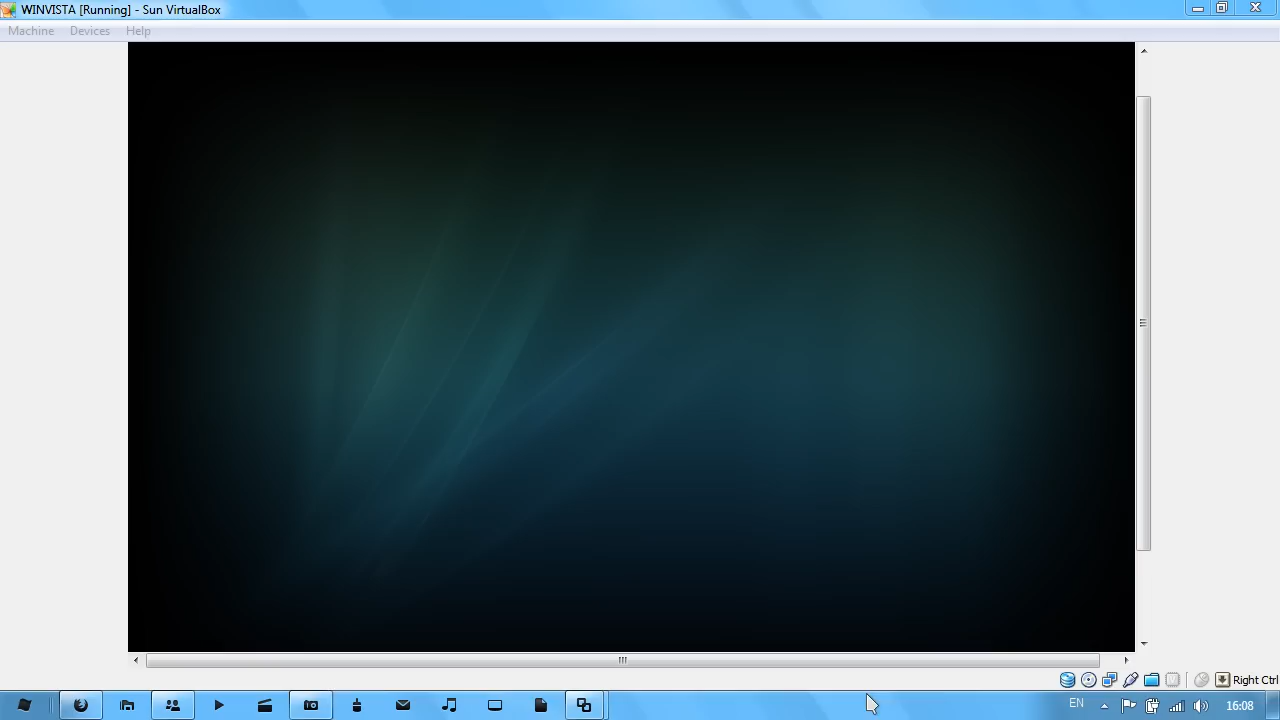 WINVISTA [Running] - Sun VirtualBox
Machine Devices Help
Right Ctrl
EN 16:08